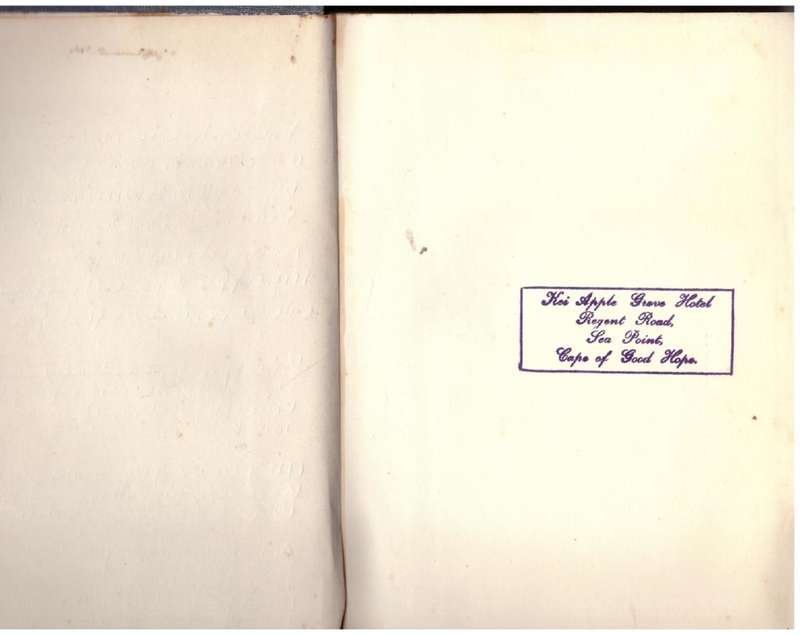 Kei Apple Grove Hotel
Regent Road,
Sea Point,
Cape of Good Hope.